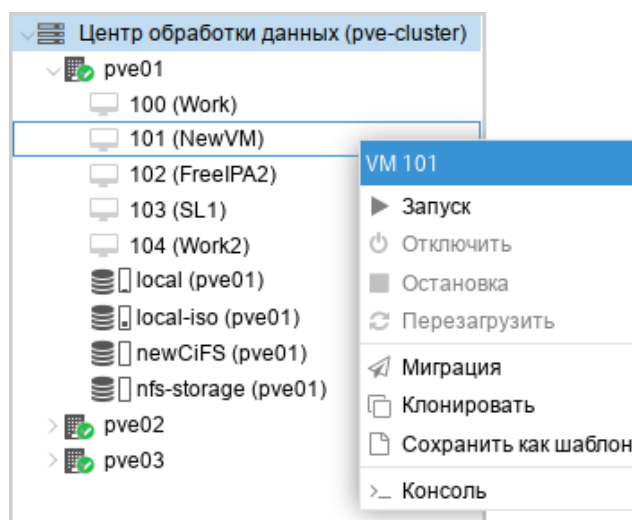 Центр обработки данных (pve-cluster)
pve01
100 (Work)
101 (NewVM)
102 (FreeIPA2)
103 (SL1)
104 (Work2)
local (pve01)
local-iso (pve01)
newCiFS (pve01)
nfs-storage (pve01)
pve02
pve03
VM 101
Запуск
Отключить
Остановка
Перезагрузить
Миграция
Клонировать
Сохранить как шаблон
Консоль